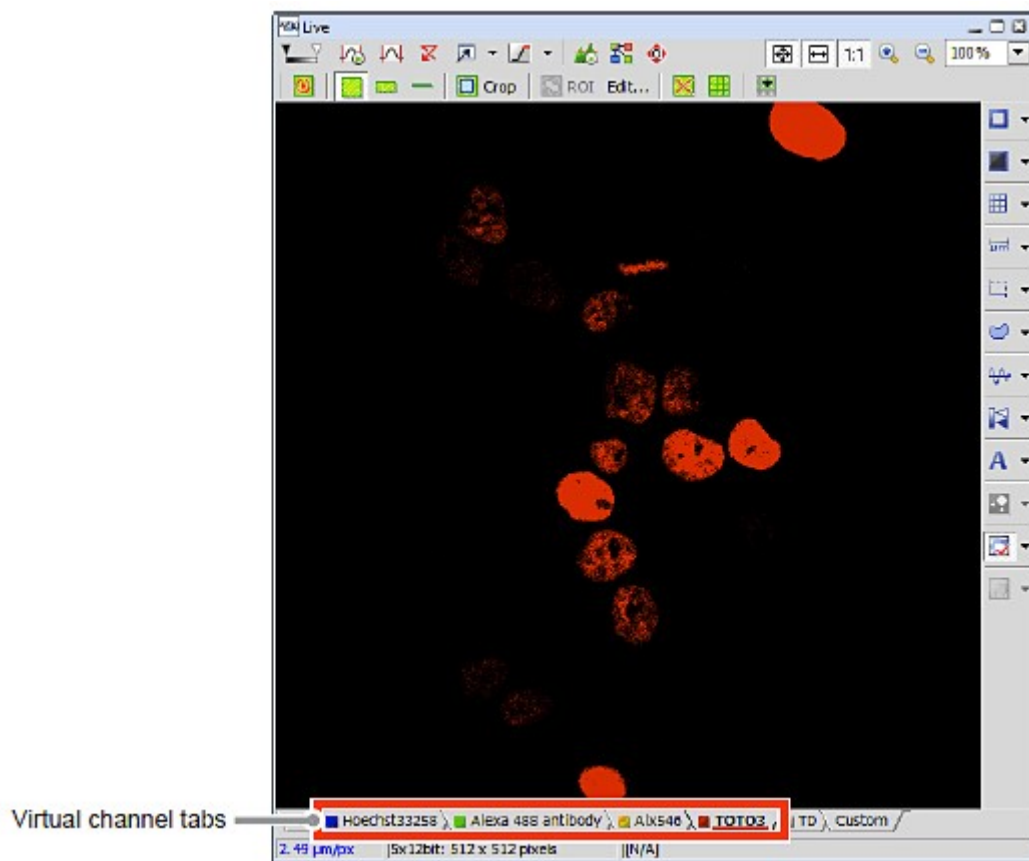 Live
1:1
100%
Crop
ROI
Edit...
A
Virtual channel tabs
Hoechst33258
Alexa 488 antibody
Alx546
TOTO3
TD
Custom
2.49 µm/px
5x12bit: 512 x 512 pixels
[N/A]